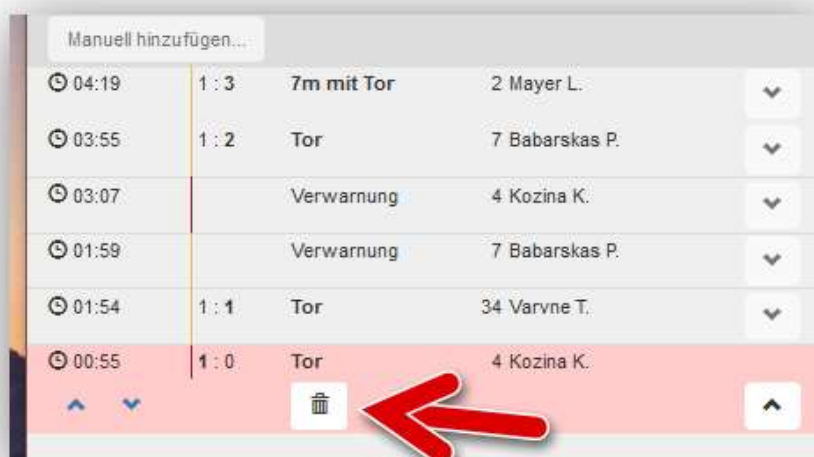 Manuell hinzufügen...
04:19 1 : 3 7m mit Tor 2 Mayer L.
03:55 1 : 2 Tor 7 Babarskas P.
03:07 Verwarnung 4 Kozina K.
01:59 Verwarnung 7 Babarskas P.
01:54 1 : 1 Tor 34 Varvne T.
00:55 1 : 0 Tor 4 Kozina K.